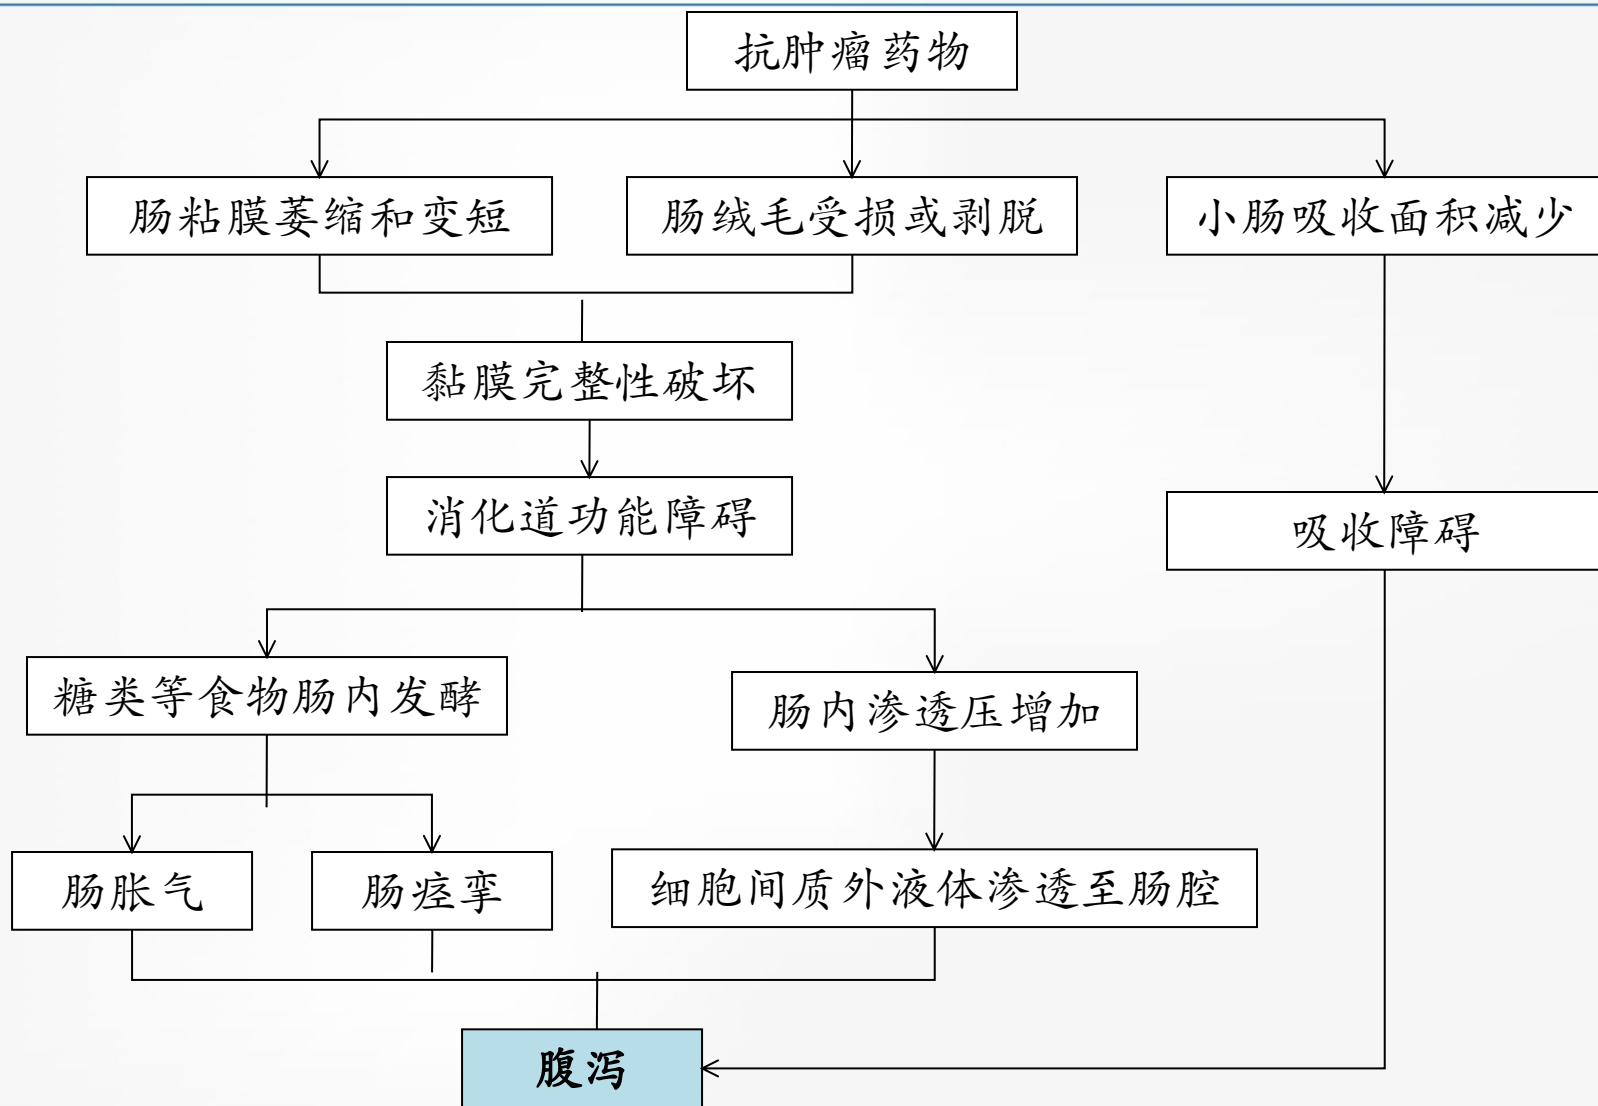 抗肿瘤药物
肠粘膜萎缩和变短
肠绒毛受损或剥脱
小肠吸收面积减少
黏膜完整性破坏
消化道功能障碍
吸收障碍
糖类等食物肠内发酵
肠内渗透压增加
肠胀气
肠痉挛
细胞间质外液体渗透至肠腔
腹泻